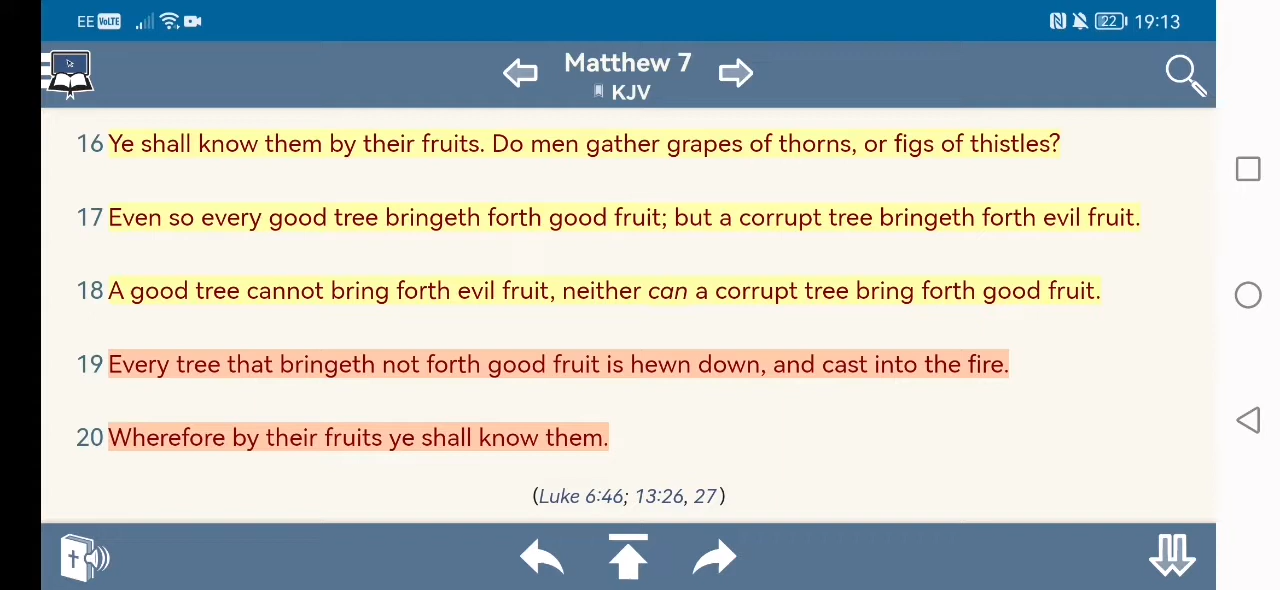 EE VoLTE 22 19:13
Matthew 7
KJV
16 Ye shall know them by their fruits. Do men gather grapes of thorns, or figs of thistles?
17 Even so every good tree bringeth forth good fruit; but a corrupt tree bringeth forth evil fruit.
18 A good tree cannot bring forth evil fruit, neither can a corrupt tree bring forth good fruit.
19 Every tree that bringeth not forth good fruit is hewn down, and cast into the fire.
20 Wherefore by their fruits ye shall know them.
(Luke 6:46; 13:26, 27)